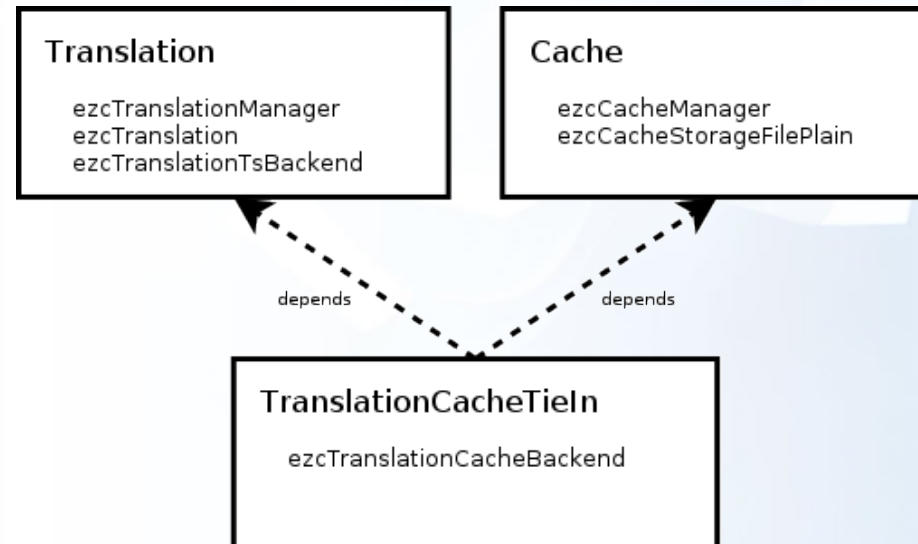 Translation
ezcTranslationManager
ezcTranslation
ezcTranslationTsBackend
Cache
ezcCacheManager
ezcCacheStorageFilePlain
depends
depends
TranslationCacheTieIn
ezcTranslationCacheBackend